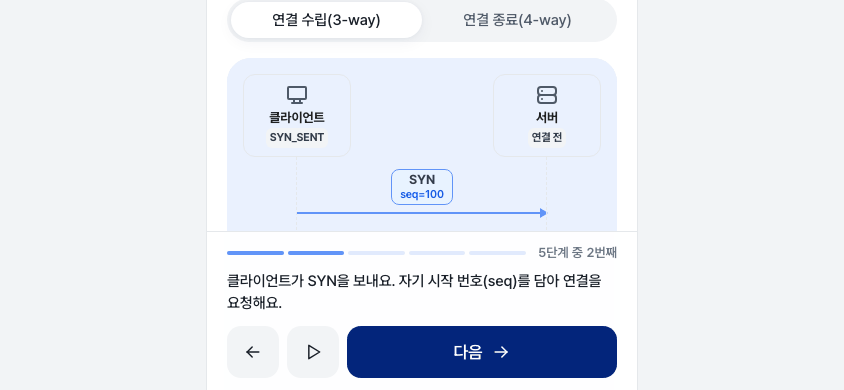 연결 수립(3-way)
연결 종료(4-way)
클라이언트
SYN_SENT
서버
연결 전
SYN
seq=100
5단계 중 2번째
클라이언트가 SYN을 보내요. 자기 시작 번호(seq)를 담아 연결을
요청해요.
다음